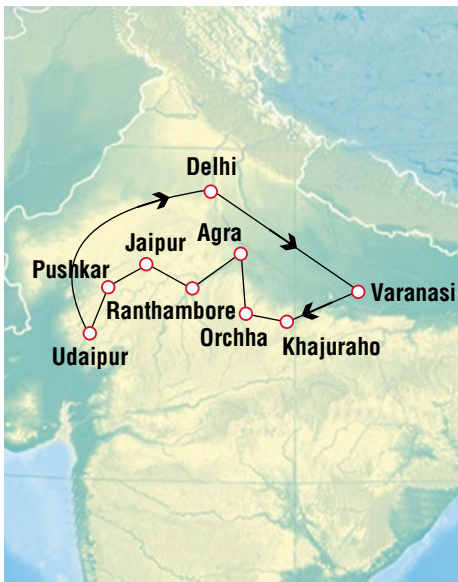 Delhi
Agra
Jaipur
Pushkar
Varanasi
Ranthambore
Orchha
Khajuraho
Udaipur